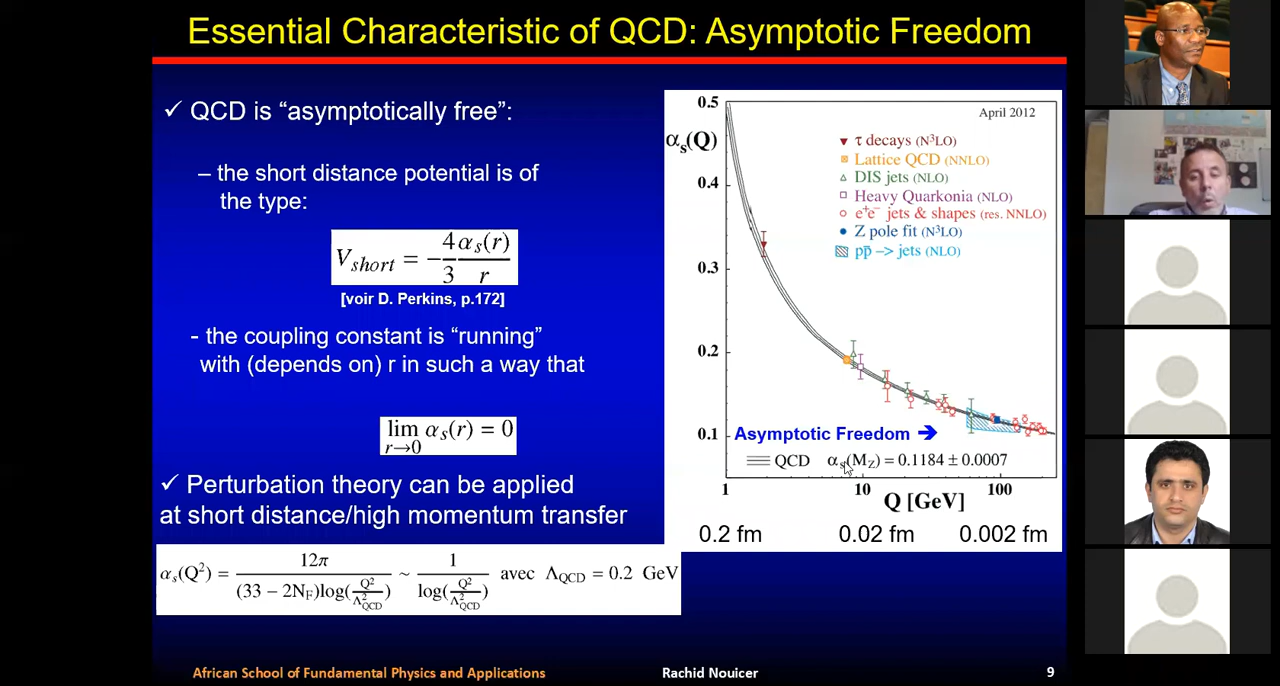 Essential Characteristic of QCD: Asymptotic Freedom
✓ QCD is “asymptotically free”:
– the short distance potential is of
the type:
V_short = −4/3 α_s(r)/r
[voir D. Perkins, p.172]
- the coupling constant is “running”
with (depends on) r in such a way that
lim r→0 α_s(r) = 0
✓ Perturbation theory can be applied
at short distance/high momentum transfer
α_s(Q²) = 12π / ((33 − 2N_F)log(Q²/Λ²_QCD)) ~ 1 / log(Q²/Λ²_QCD) avec Λ_QCD = 0.2 GeV
0.5
α_s(Q)
0.4
0.3
0.2
0.1
April 2012
τ decays (N³LO)
Lattice QCD (NNLO)
DIS jets (NLO)
Heavy Quarkonia (NLO)
e⁺e⁻ jets & shapes (res. NNLO)
Z pole fit (N³LO)
pp̄ –> jets (NLO)
Asymptotic Freedom ➔
QCD α_s(M_Z) = 0.1184 ± 0.0007
1 10 100
Q [GeV]
0.2 fm 0.02 fm 0.002 fm
African School of Fundamental Physics and Applications Rachid Nouicer 9